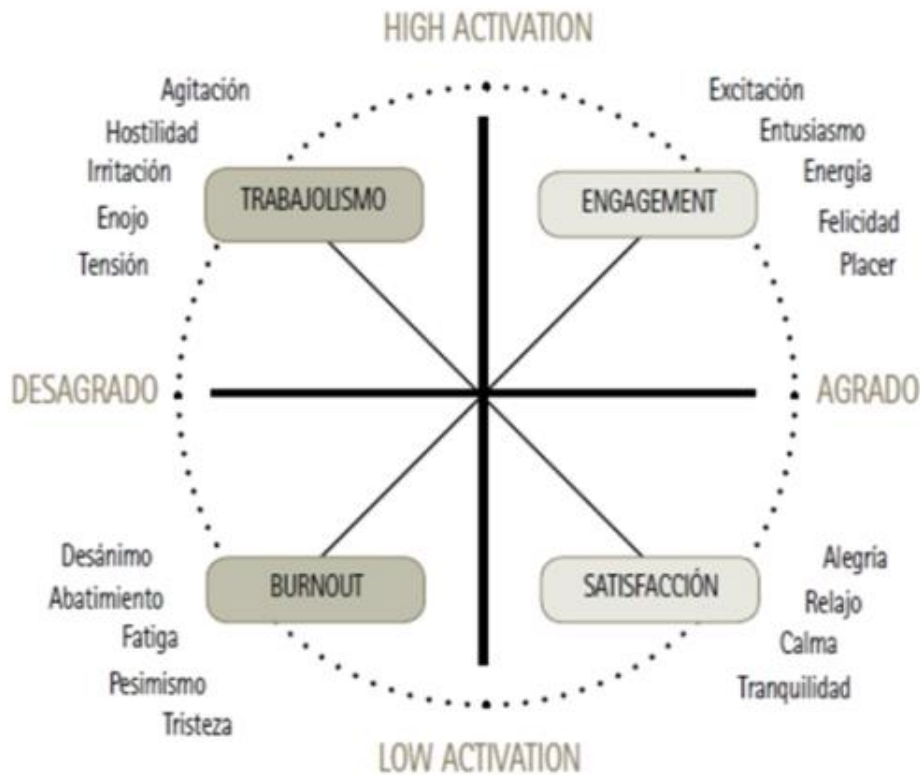 HIGH ACTIVATION
Agitación
Hostilidad
Irritación
Enojo
Tensión
TRABAJOLISMO
Excitación
Entusiasmo
Energía
Felicidad
Placer
ENGAGEMENT
DESAGRADO
AGRADO
Desánimo
Abatimiento
Fatiga
Pesimismo
Tristeza
BURNOUT
SATISFACCIÓN
Alegría
Relajo
Calma
Tranquilidad
LOW ACTIVATION